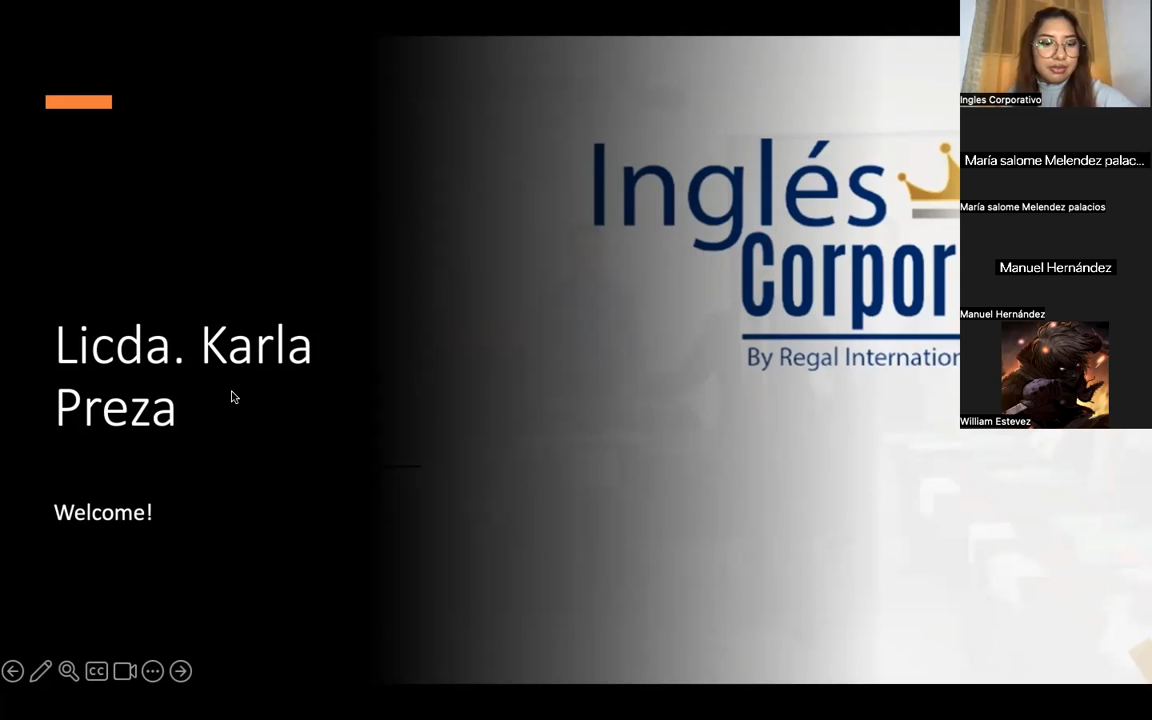 Licda. Karla
Preza
Welcome!
Inglés
Corpor
By Regal Internation
CC
Ingles Corporativo
María salome Melendez palac...
María salome Melendez palacios
Manuel Hernández
Manuel Hernández
William Estevez